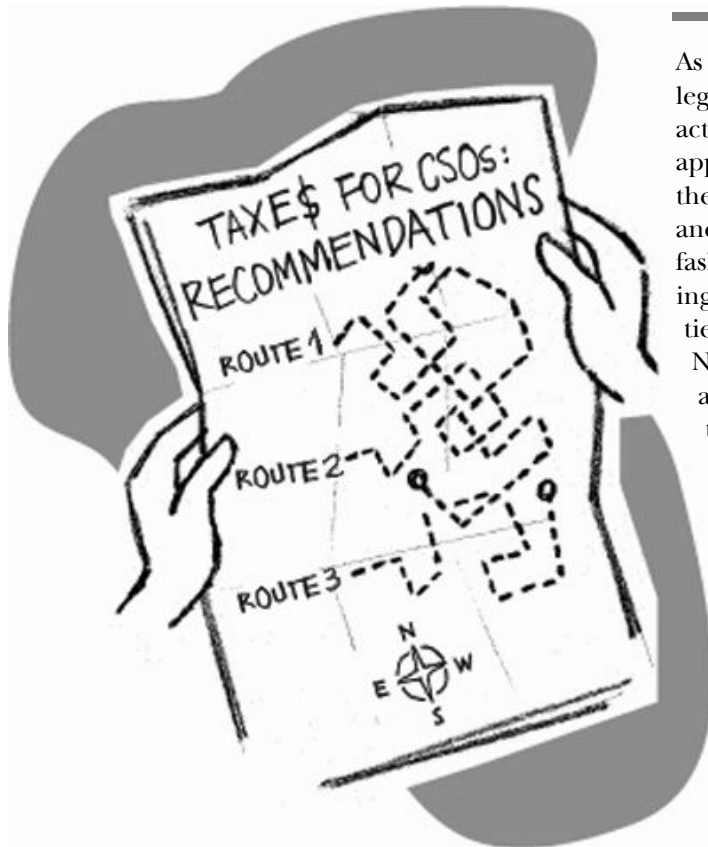 TAXE$ FOR CSOs:
RECOMMENDATIONS
ROUTE 1
ROUTE 2
ROUTE 3
N
E W
S
As
leg
act
app
the
and
fas
ing
tie
N
a